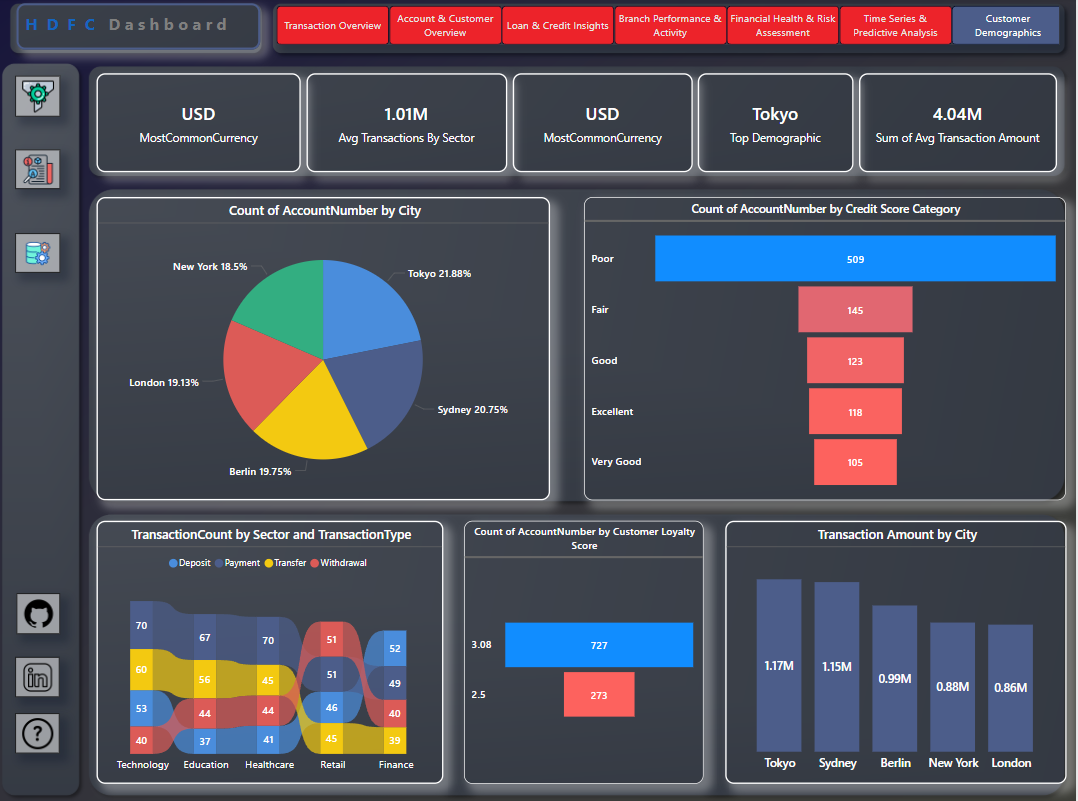 HDFC Dashboard
Transaction Overview
Account & Customer
Overview
Loan & Credit Insights
Branch Performance &
Activity
Financial Health & Risk
Assessment
Time Series &
Predictive Analysis
Customer
Demographics
USD
MostCommonCurrency
1.01M
Avg Transactions By Sector
USD
MostCommonCurrency
Tokyo
Top Demographic
4.04M
Sum of Avg Transaction Amount
Count of AccountNumber by City
New York 18.5%
Tokyo 21.88%
London 19.13%
Sydney 20.75%
Berlin 19.75%
Count of AccountNumber by Credit Score Category
Poor 509
Fair 145
Good 123
Excellent 118
Very Good 105
TransactionCount by Sector and TransactionType
Deposit Payment Transfer Withdrawal
70 67 70 51 52
60 56 45 51 49
53 44 44 46 40
40 37 41 45 39
Technology Education Healthcare Retail Finance
Count of AccountNumber by Customer Loyalty
Score
3.08 727
2.5 273
Transaction Amount by City
1.17M 1.15M 0.99M 0.88M 0.86M
Tokyo Sydney Berlin New York London
in
?